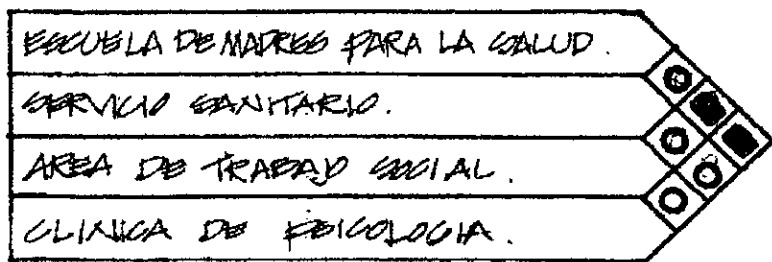 ESCUELA DE MADRES PARA LA SALUD.
SERVICIO SANITARIO.
AREA DE TRABAJO SOCIAL.
CLINICA DE PSICOLOGIA.